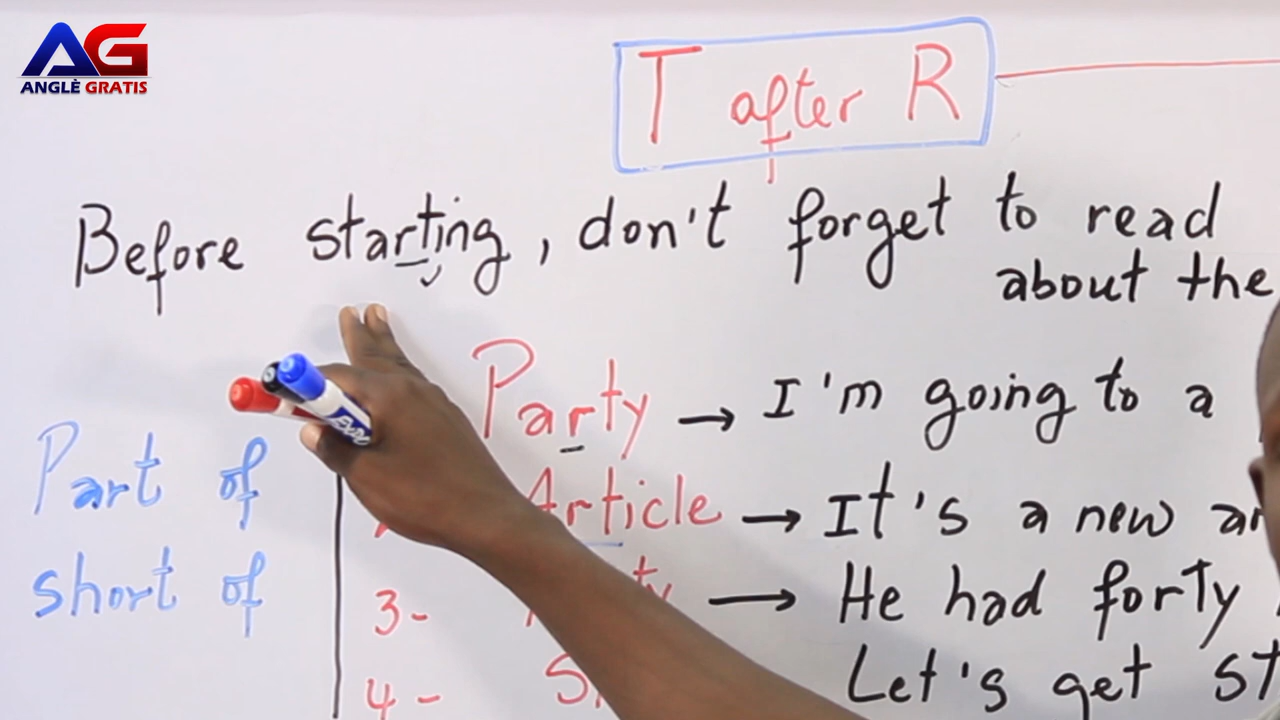 AG
ANGLÈ GRATIS
T after R
Before starting, don't forget to read
about the
Party → I'm going to a
Part of
Article → It's a new
short of
3- → He had forty
4- Let's get